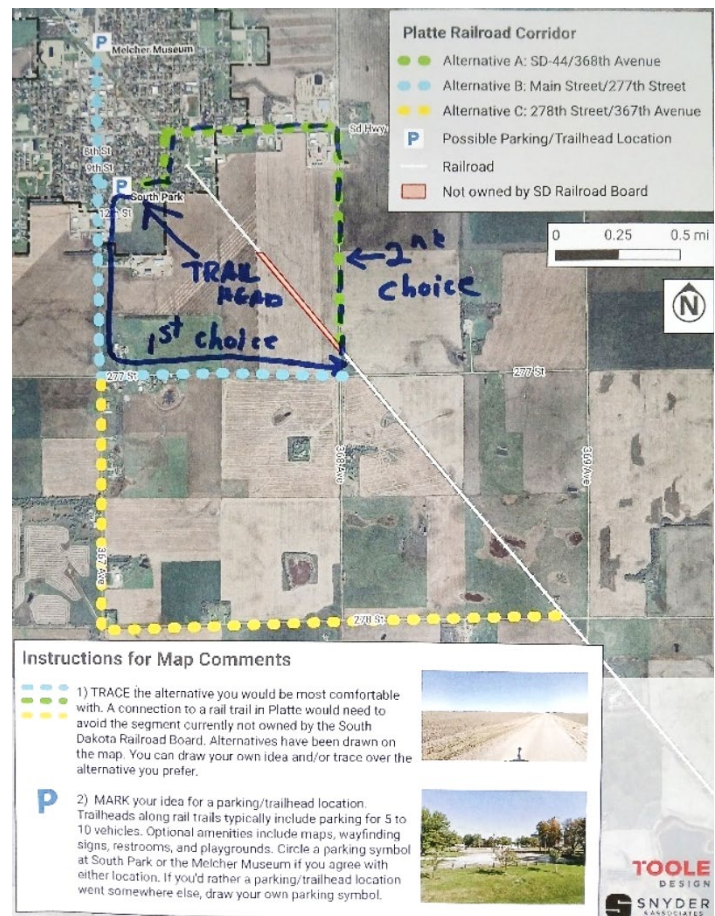 Platte Railroad Corridor
Alternative A: SD-44/368th Avenue
Alternative B: Main Street/277th Street
Alternative C: 278th Street/367th Avenue
P Possible Parking/Trailhead Location
Railroad
Not owned by SD Railroad Board
0 0.25 0.5 mi
N
P
Melcher Museum
Sd Hwy
8th St
9th St
P
South Park
12th St
TRAIL
HEAD
2nd
choice
1st choice
277 St
277 St
368 Ave
369 Ave
367 Ave
278 St
Instructions for Map Comments
1) TRACE the alternative you would be most comfortable
with. A connection to a rail trail in Platte would need to
avoid the segment currently not owned by the South
Dakota Railroad Board. Alternatives have been drawn on
the map. You can draw your own idea and/or trace over the
alternative you prefer.
P
2) MARK your idea for a parking/trailhead location.
Trailheads along rail trails typically include parking for 5 to
10 vehicles. Optional amenities include maps, wayfinding
signs, restrooms, and playgrounds. Circle a parking symbol
at South Park or the Melcher Museum if you agree with
either location. If you'd rather a parking/trailhead location
went somewhere else, draw your own parking symbol.
TOOLE
DESIGN
SNYDER
& ASSOCIATES